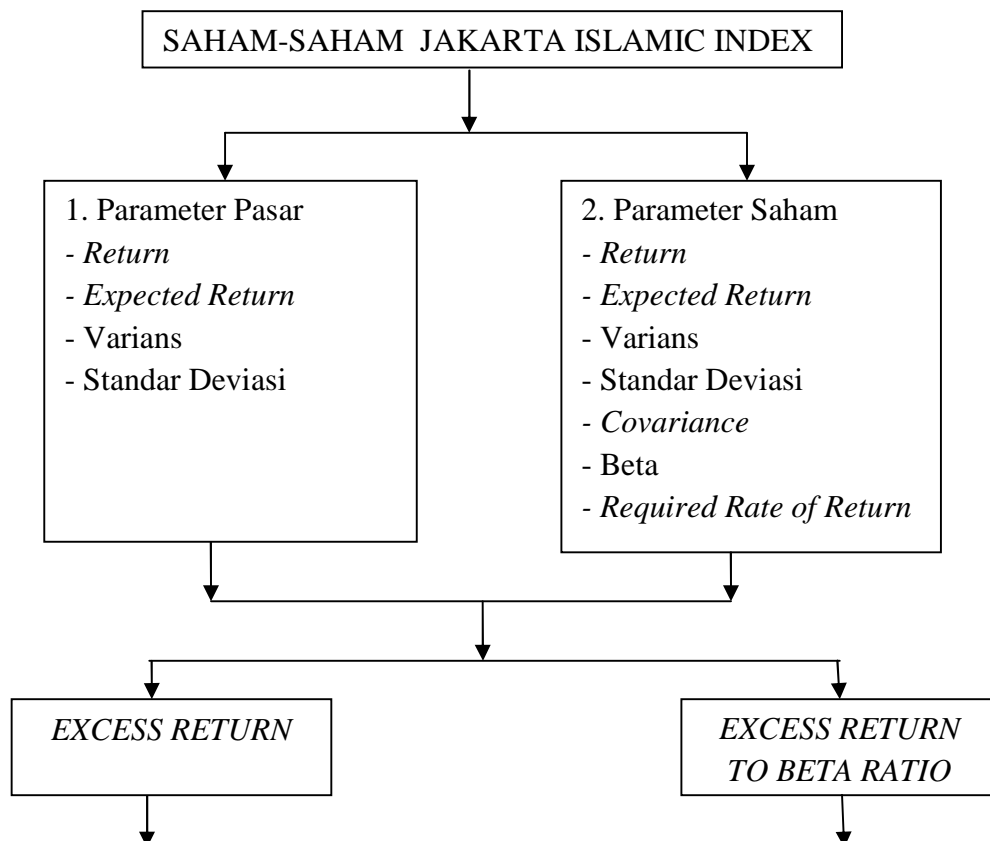 SAHAM-SAHAM JAKARTA ISLAMIC INDEX
1. Parameter Pasar
- Return
- Expected Return
- Varians
- Standar Deviasi
2. Parameter Saham
- Return
- Expected Return
- Varians
- Standar Deviasi
- Covariance
- Beta
- Required Rate of Return
EXCESS RETURN
EXCESS RETURN
TO BETA RATIO